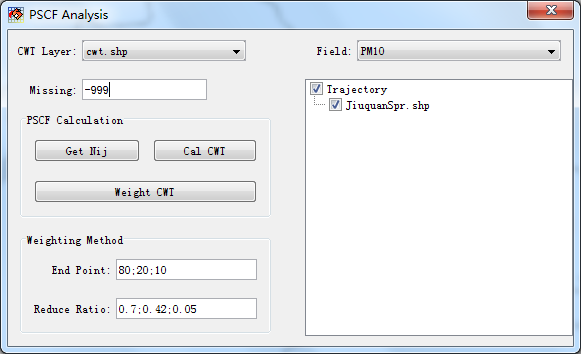 PSCF Analysis
CWT Layer: cwt.shp
Field: PM10
Missing: -999
Trajectory
JiuquanSpr.shp
PSCF Calculation
Get Nij
Cal CWT
Weight CWT
Weighting Method
End Point: 80;20;10
Reduce Ratio: 0.7;0.42;0.05